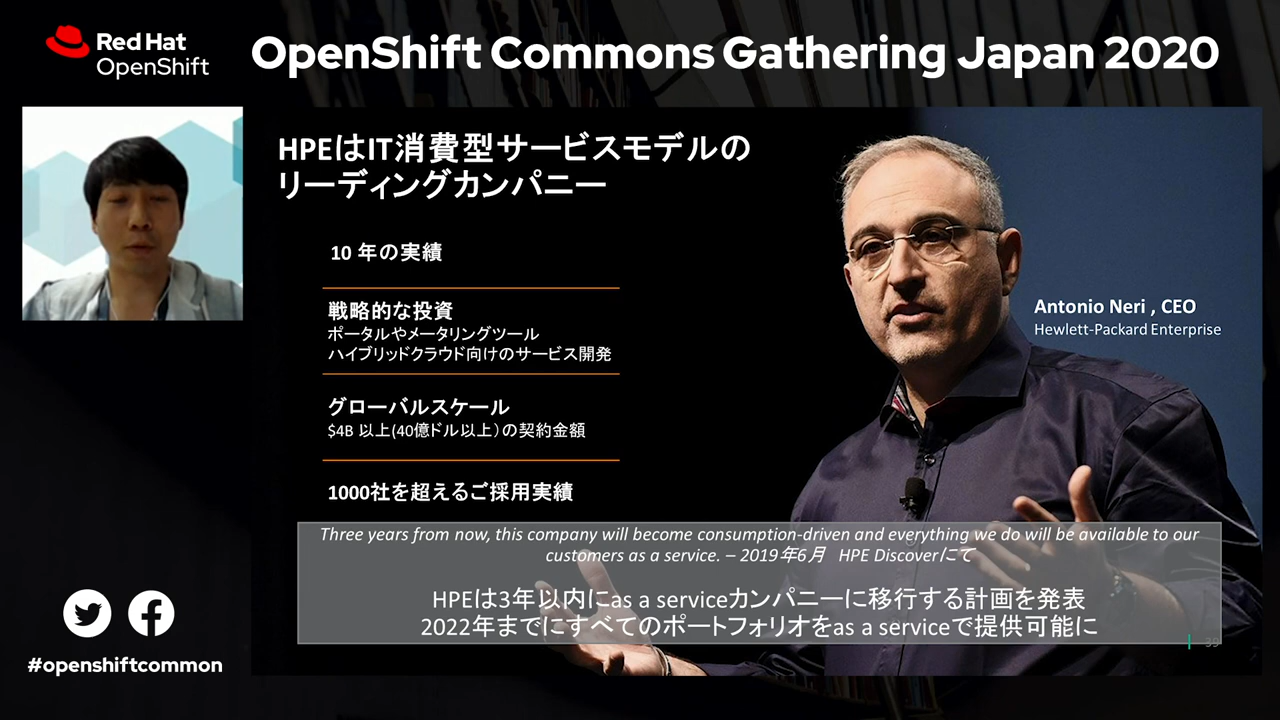 Red Hat
OpenShift
OpenShift Commons Gathering Japan 2020
HPEはIT消費型サービスモデルの
リーディングカンパニー
10 年の実績
戦略的な投資
ポータルやメータリングツール
ハイブリッドクラウド向けのサービス開発
グローバルスケール
$4B 以上(40億ドル以上）の契約金額
1000社を超えるご採用実績
Antonio Neri , CEO
Hewlett-Packard Enterprise
Three years from now, this company will become consumption-driven and everything we do will be available to our
customers as a service. – 2019年6月 HPE Discoverにて
HPEは3年以内にas a serviceカンパニーに移行する計画を発表
2022年までにすべてのポートフォリオをas a serviceで提供可能に
39
#openshiftcommon